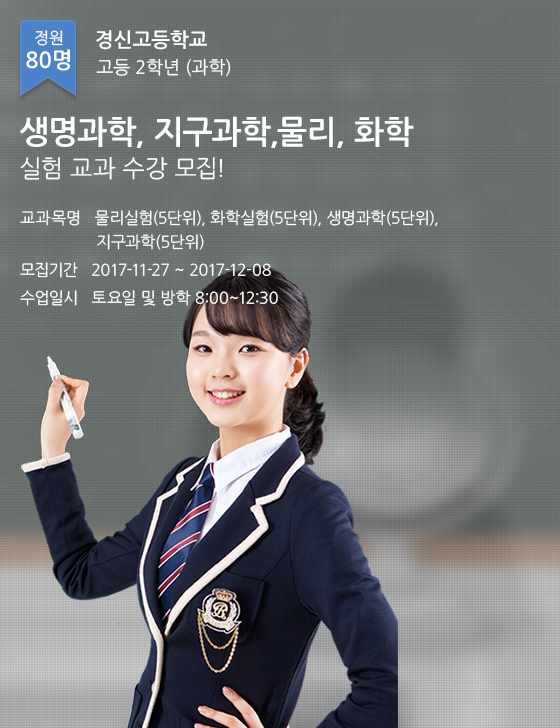 정원
80명
경신고등학교
고등 2학년 (과학)
생명과학, 지구과학,물리, 화학
실험 교과 수강 모집!
교과목명 물리실험(5단위), 화학실험(5단위), 생명과학(5단위),
지구과학(5단위)
모집기간 2017-11-27 ~ 2017-12-08
수업일시 토요일 및 방학 8:00~12:30